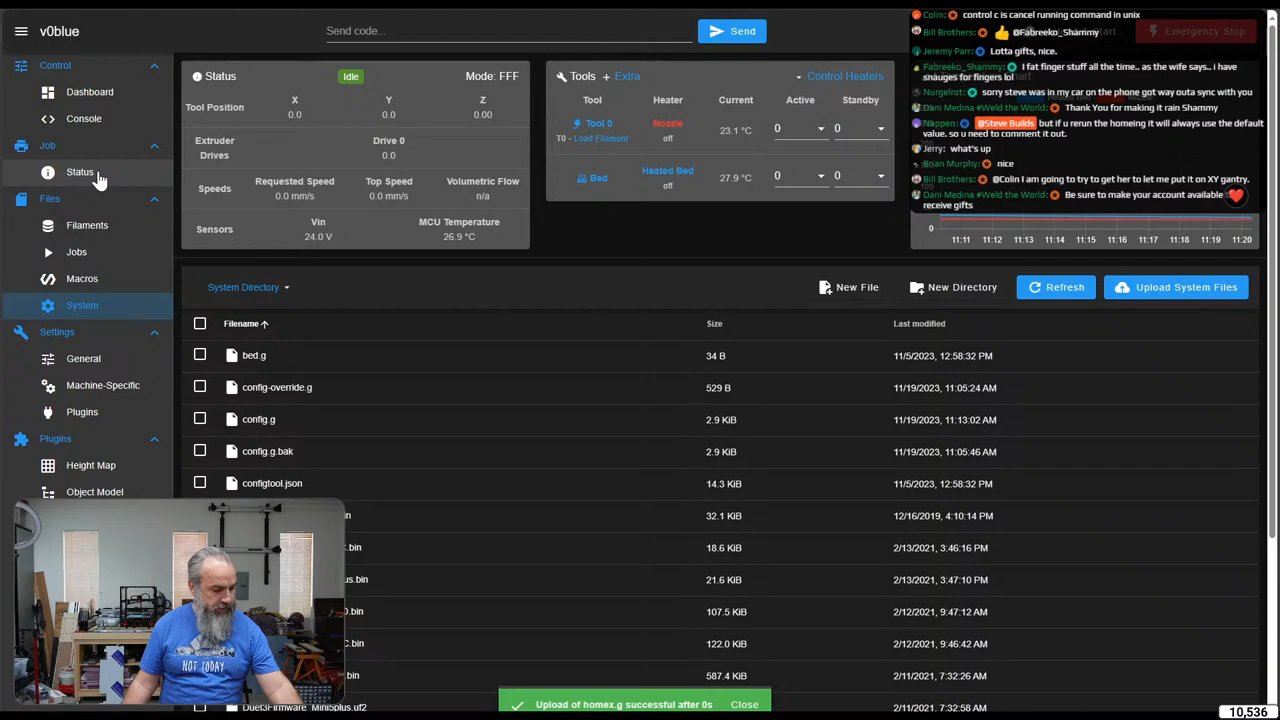 v0blue
Send code...
Send
Emergency Stop
Colin: control c is cancel running command in unix
Bill Brothers: 👍 @Fabreeko_Shammy
Jeremy Parr: Lotta gifts, nice.
Fabreeko_Shammy: I fat finger stuff all the time.. as the wife says.. i have
snauges for fingers lol
Nurgelrot: sorry steve was in my car on the phone got way outa sync with you
Dani Medina #Weld the World: Thank You for making it rain Shammy
Nappen: @Steve Builds but if u rerun the homeing it will always use the default
value. so u need to comment it out.
Jerry: what's up
Brian Murphy: nice
Bill Brothers: @Colin I am going to try to get her to let me put it on XY gantry.
Dani Medina #Weld the World: Be sure to make your account available to
receive gifts
Control
Dashboard
Console
Job
Status
Files
Filaments
Jobs
Macros
System
Settings
General
Machine-Specific
Plugins
Plugins
Height Map
Object Model
Status Idle Mode: FFF
Tool Position X Y Z
0.0 0.0 0.00
Extruder Drives Drive 0
0.0
Speeds Requested Speed Top Speed Volumetric Flow
0.0 mm/s 0.0 mm/s n/a
Sensors Vin MCU Temperature
24.0 V 26.9 °C
Tools + Extra Control Heaters
Tool Heater Current Active Standby
Tool 0 Nozzle 23.1 °C 0 0
T0 - Load Filament off
Bed Heated Bed 27.9 °C 0 0
off
0
11:11 11:12 11:13 11:14 11:15 11:16 11:17 11:18 11:19 11:20
System Directory New File New Directory Refresh Upload System Files
Filename Size Last modified
bed.g 34 B 11/5/2023, 12:58:32 PM
config-override.g 529 B 11/19/2023, 11:05:24 AM
config.g 2.9 KiB 11/19/2023, 11:13:02 AM
config.g.bak 2.9 KiB 11/19/2023, 11:05:46 AM
configtool.json 14.3 KiB 11/5/2023, 12:58:32 PM
in 32.1 KiB 12/16/2019, 4:10:14 PM
C.bin 18.6 KiB 2/13/2021, 3:46:16 PM
us.bin 21.6 KiB 2/13/2021, 3:47:10 PM
D.bin 107.5 KiB 2/12/2021, 9:47:12 AM
C.bin 122.0 KiB 2/12/2021, 9:46:42 AM
bin 587.4 KiB 2/11/2021, 7:32:26 AM
Duet3Firmware_Mini5plus.uf2 2/11/2021, 7:32:58 AM
NOT TODAY
Upload of homex.g successful after 0s Close
10,536